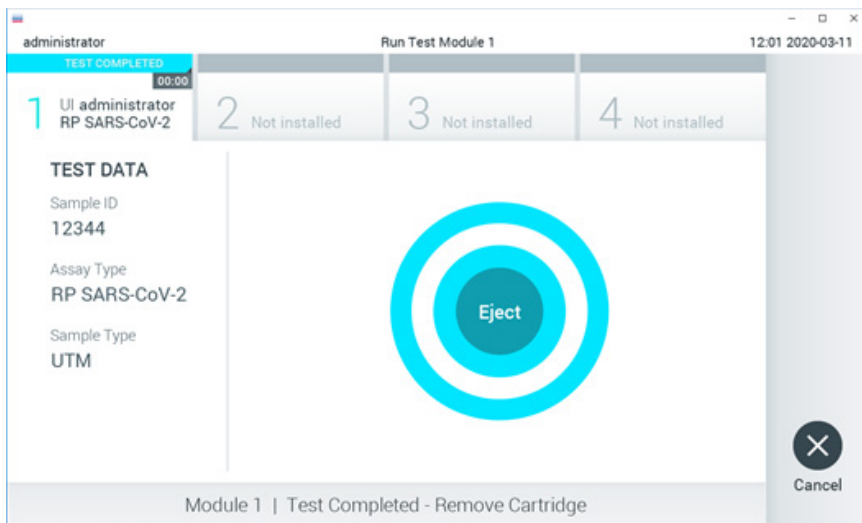 administrator Run Test Module 1 12:01 2020-03-11
TEST COMPLETED
00:00
1 UI administrator
RP SARS-CoV-2
2 Not installed
3 Not installed
4 Not installed
TEST DATA
Sample ID
12344
Assay Type
RP SARS-CoV-2
Sample Type
UTM
Eject
Cancel
Module 1 | Test Completed - Remove Cartridge